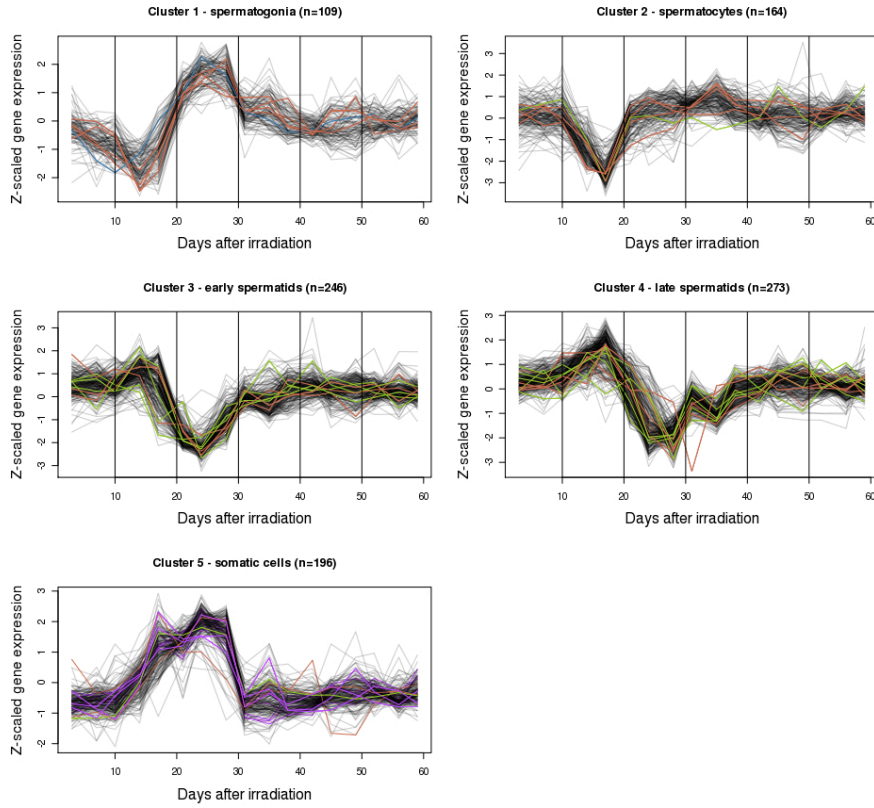 Cluster 1 - spermatogonia (n=109)
Z-scaled gene expression
2
1
0
-1
-2
10 20 30 40 50 60
Days after irradiation
Cluster 2 - spermatocytes (n=164)
Z-scaled gene expression
3
2
1
0
-1
-2
-3
10 20 30 40 50 60
Days after irradiation
Cluster 3 - early spermatids (n=246)
Z-scaled gene expression
3
2
1
0
-1
-2
-3
10 20 30 40 50 60
Days after irradiation
Cluster 4 - late spermatids (n=273)
Z-scaled gene expression
3
2
1
0
-1
-2
-3
10 20 30 40 50 60
Days after irradiation
Cluster 5 - somatic cells (n=196)
Z-scaled gene expression
3
2
1
0
-1
-2
10 20 30 40 50 60
Days after irradiation